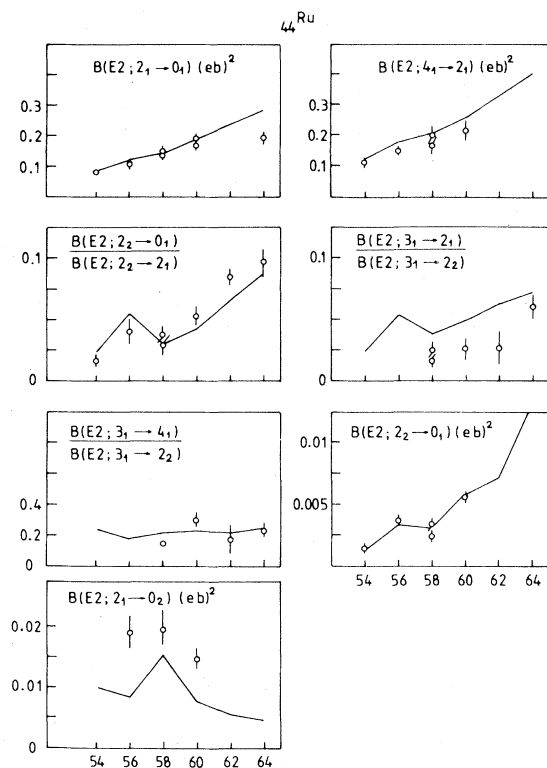 44Ru
B(E2; 2₁→0₁) (eb)²
0.3
0.2
0.1
B(E2; 4₁→2₁) (eb)²
0.3
0.2
0.1
B(E2; 2₂→0₁)
B(E2; 2₂→2₁)
0.1
0
B(E2; 3₁→2₁)
B(E2; 3₁→2₂)
0.1
0
B(E2; 3₁→4₁)
B(E2; 3₁→2₂)
0.4
0.2
0
B(E2; 2₂→0₁) (eb)²
0.01
0.005
54 56 58 60 62 64
B(E2; 2₁→0₂) (eb)²
0.02
0.01
0
54 56 58 60 62 64